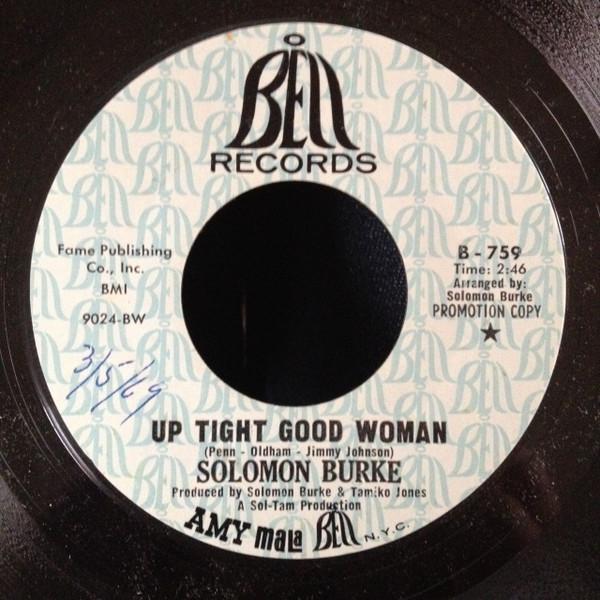 BELL
RECORDS
Fame Publishing
Co., Inc.
BMI
9024-BW
3/5/69
B-759
Time: 2:46
Arranged by:
Solomon Burke
PROMOTION COPY
★
UP TIGHT GOOD WOMAN
(Penn - Oldham - Jimmy Johnson)
SOLOMON BURKE
Produced by Solomon Burke & Tamiko Jones
A Sol-Tam Production
AMY mala BELL N.Y.C.